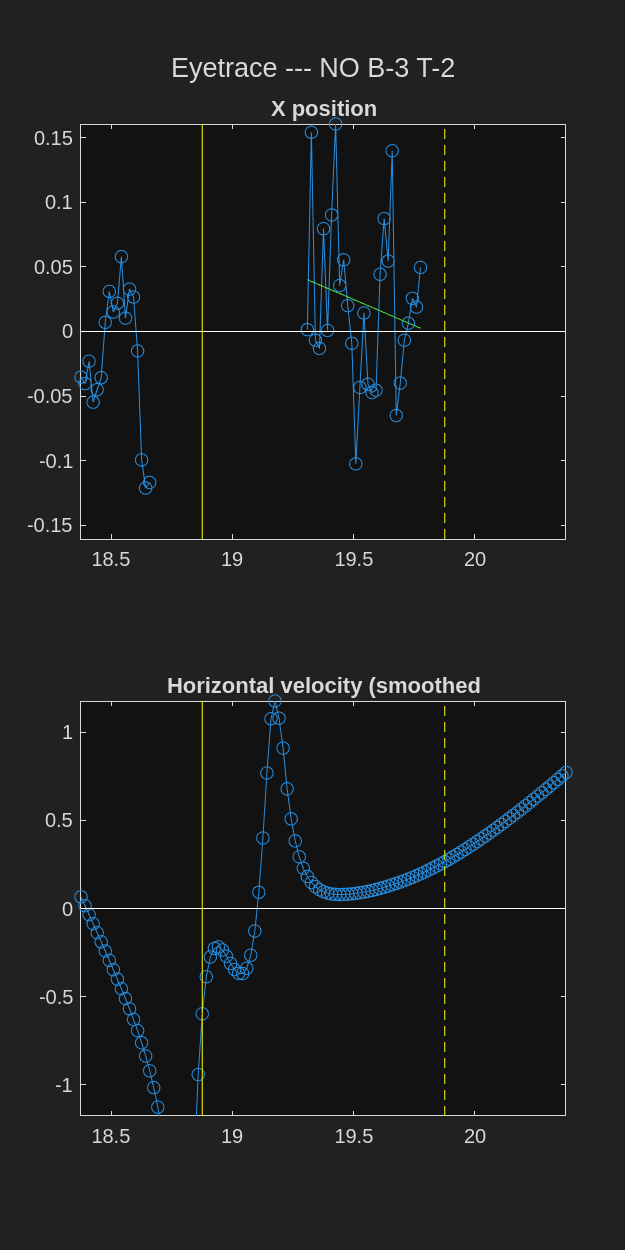 Eyetrace --- NO B-3 T-2
X position
0.15
0.1
0.05
0
-0.05
-0.1
-0.15
18.5 19 19.5 20
Horizontal velocity (smoothed
1
0.5
0
-0.5
-1
18.5 19 19.5 20